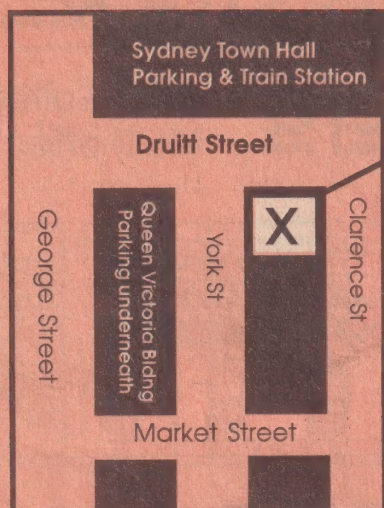 Sydney Town Hall
Parking & Train Station
Druitt Street
George Street
Queen Victoria Bldng
Parking underneath
York St
X
Clarence St
Market Street